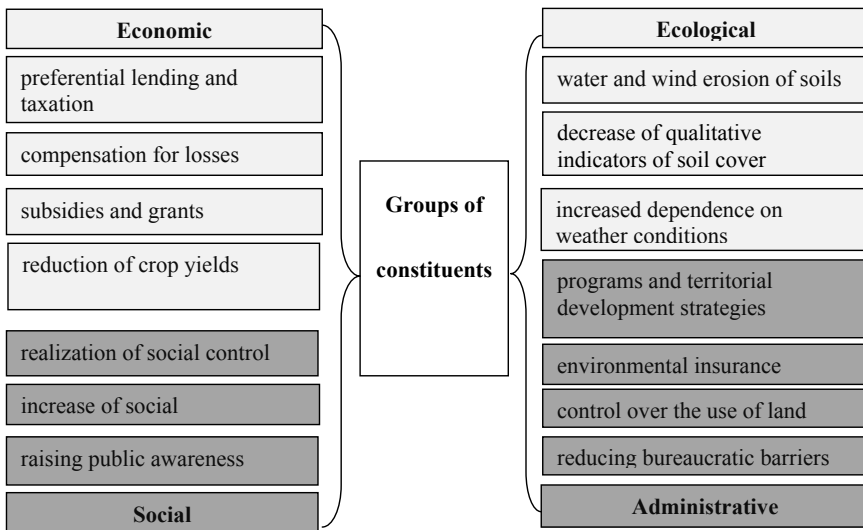 Economic
preferential lending and
taxation
compensation for losses
subsidies and grants
reduction of crop yields
realization of social control
increase of social
raising public awareness
Social
Groups of
constituents
Ecological
water and wind erosion of soils
decrease of qualitative
indicators of soil cover
increased dependence on
weather conditions
programs and territorial
development strategies
environmental insurance
control over the use of land
reducing bureaucratic barriers
Administrative